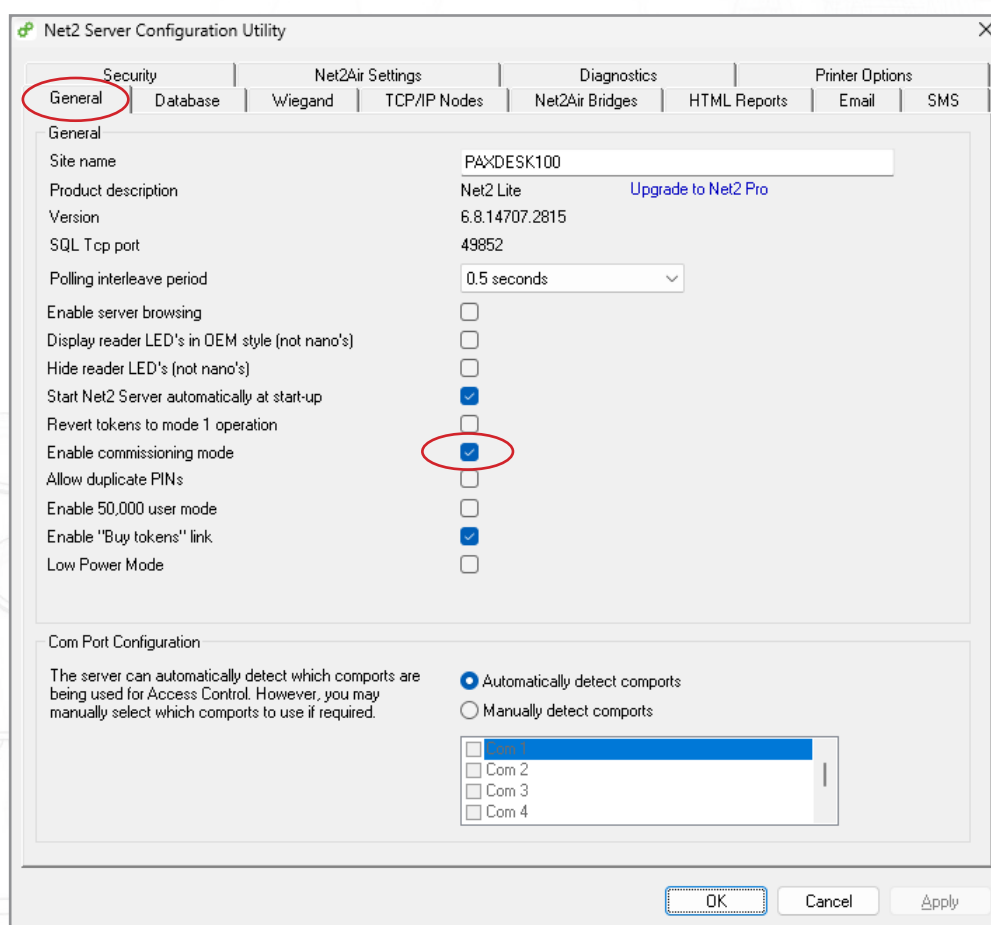 Net2 Server Configuration Utility
Security Net2Air Settings Diagnostics Printer Options
General Database Wiegand TCP/IP Nodes Net2Air Bridges HTML Reports Email SMS
General
Site name PAXDESK100
Product description Net2 Lite Upgrade to Net2 Pro
Version 6.8.14707.2815
SQL Tcp port 49852
Polling interleave period 0.5 seconds
Enable server browsing
Display reader LED's in OEM style (not nano's)
Hide reader LED's (not nano's)
Start Net2 Server automatically at start-up
Revert tokens to mode 1 operation
Enable commissioning mode
Allow duplicate PINs
Enable 50,000 user mode
Enable "Buy tokens" link
Low Power Mode
Com Port Configuration
The server can automatically detect which comports are
being used for Access Control. However, you may
manually select which comports to use if required.
Automatically detect comports
Manually detect comports
Com 1
Com 2
Com 3
Com 4
OK Cancel Apply